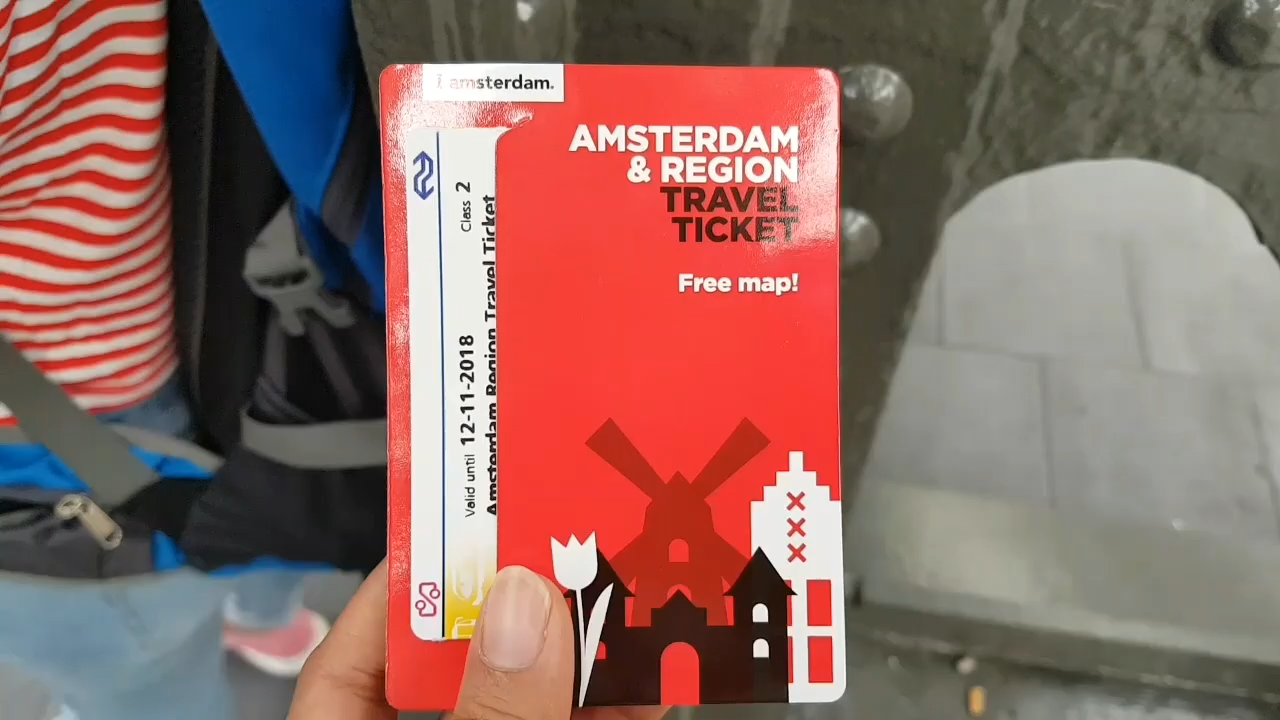 I amsterdam.
AMSTERDAM
& REGION
TRAVEL
TICKET
Free map!
Class 2
Valid until 12-11-2018
Amsterdam Region Travel Ticket